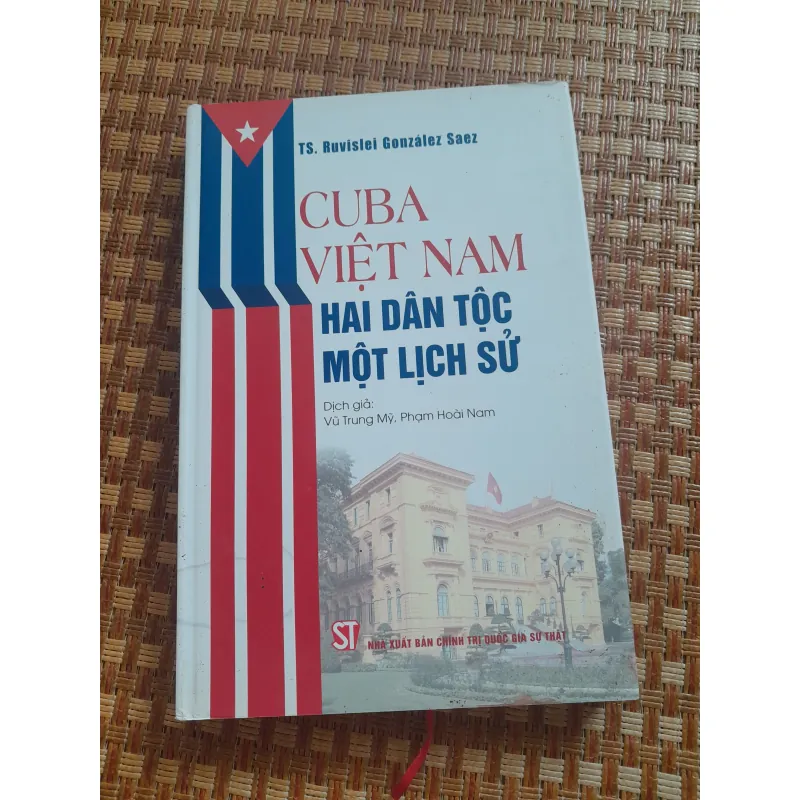 TS. Ruvislei González Saez
CUBA
VIỆT NAM
HAI DÂN TỘC
MỘT LỊCH SỬ
Dịch giả:
Vũ Trung Mỹ, Phạm Hoài Nam
ST
NHÀ XUẤT BẢN CHÍNH TRỊ QUỐC GIA SỰ THẬT